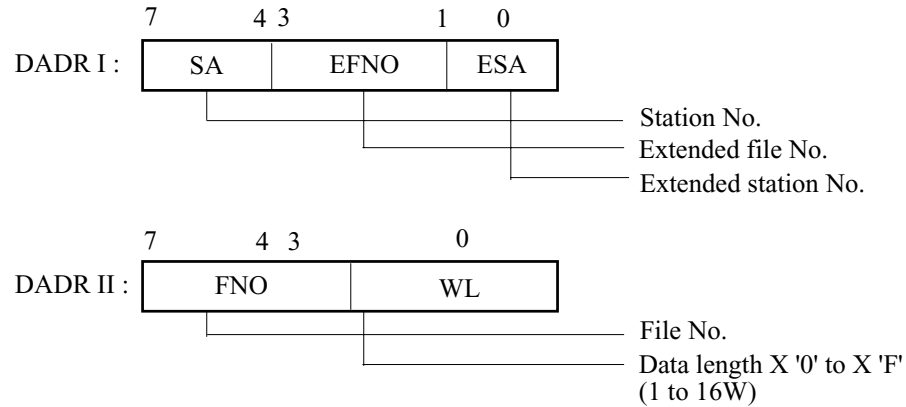 7 4 3 1 0
DADR I : SA EFNO ESA
Station No.
Extended file No.
Extended station No.
7 4 3 0
DADR II : FNO WL
File No.
Data length X '0' to X 'F'
(1 to 16W)